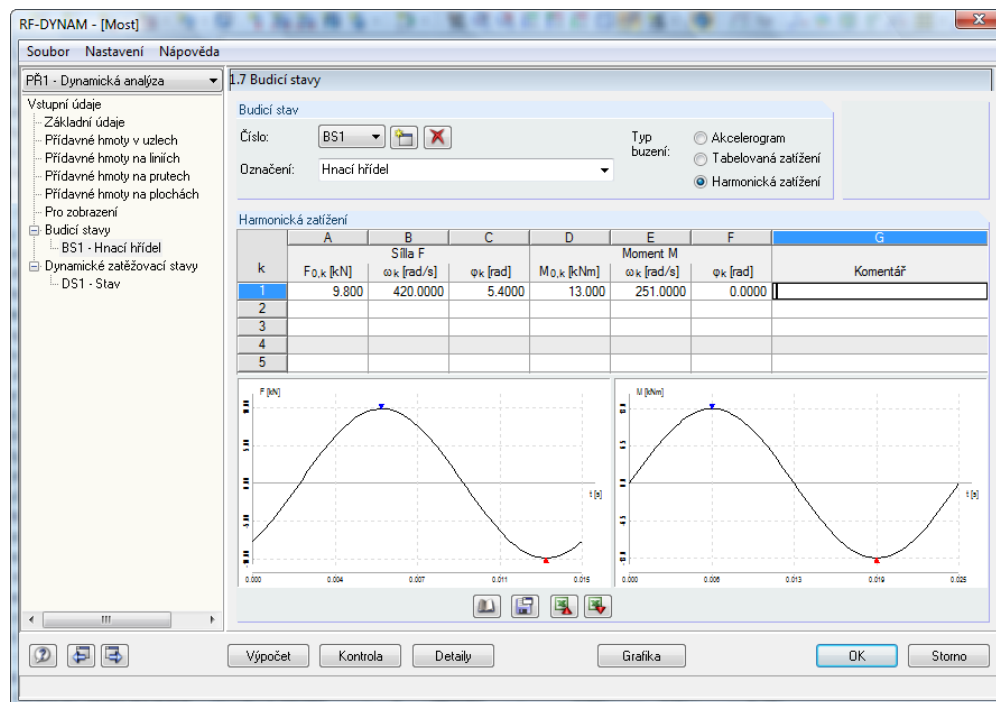 RF-DYNAM - [Most]
Soubor Nastavení Nápověda
PŘ1 - Dynamická analýza
Vstupní údaje
Základní údaje
Přídavné hmoty v uzlech
Přídavné hmoty na liniích
Přídavné hmoty na prutech
Přídavné hmoty na plochách
Pro zobrazení
Budicí stavy
BS1 - Hnací hřídel
Dynamické zatěžovací stavy
DS1 - Stav
1.7 Budicí stavy
Budicí stav
Číslo: BS1
Označení: Hnací hřídel
Typ buzení:
Akcelerogram
Tabelovaná zatížení
Harmonická zatížení
Harmonická zatížení
A B C D E F G
Sílla F Moment M
k F0,k [kN] ωk [rad/s] φk [rad] M0,k [kNm] ωk [rad/s] φk [rad] Komentář
1 9.800 420.0000 5.4000 13.000 251.0000 0.0000
2
3
4
5
F [kN]
t [s]
0.000 0.004 0.007 0.011 0.015
M [kNm]
t [s]
0.000 0.006 0.013 0.019 0.025
Výpočet Kontrola Detaily Grafika OK Storno